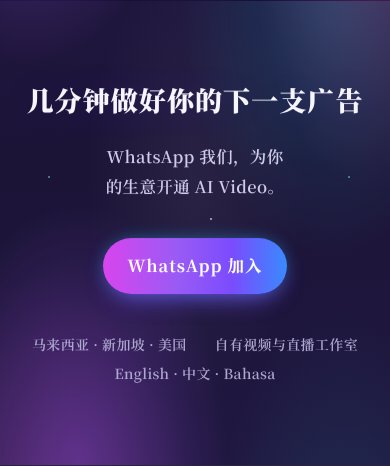 几分钟做好你的下一支广告
WhatsApp 我们，为你
的生意开通 AI Video。
WhatsApp 加入
马来西亚 · 新加坡 · 美国 自有视频与直播工作室
English · 中文 · Bahasa